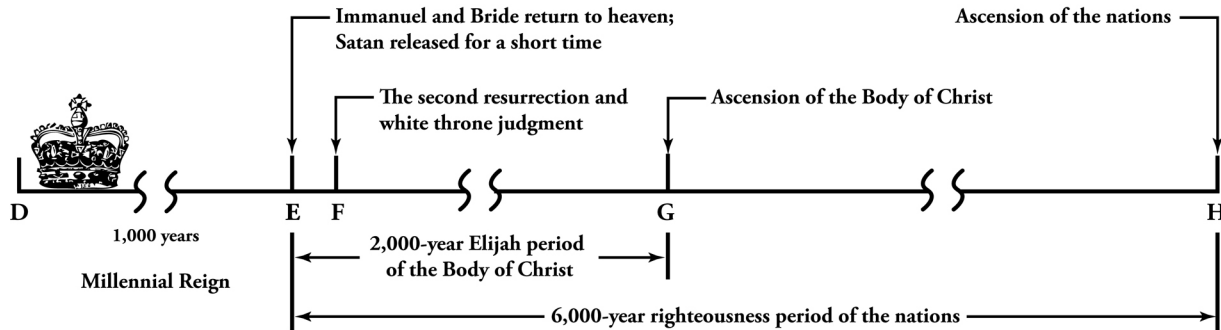 Immanuel and Bride return to heaven;
Satan released for a short time
Ascension of the nations
The second resurrection and
white throne judgment
Ascension of the Body of Christ
D
E
F
G
H
1,000 years
Millennial Reign
2,000-year Elijah period
of the Body of Christ
6,000-year righteousness period of the nations